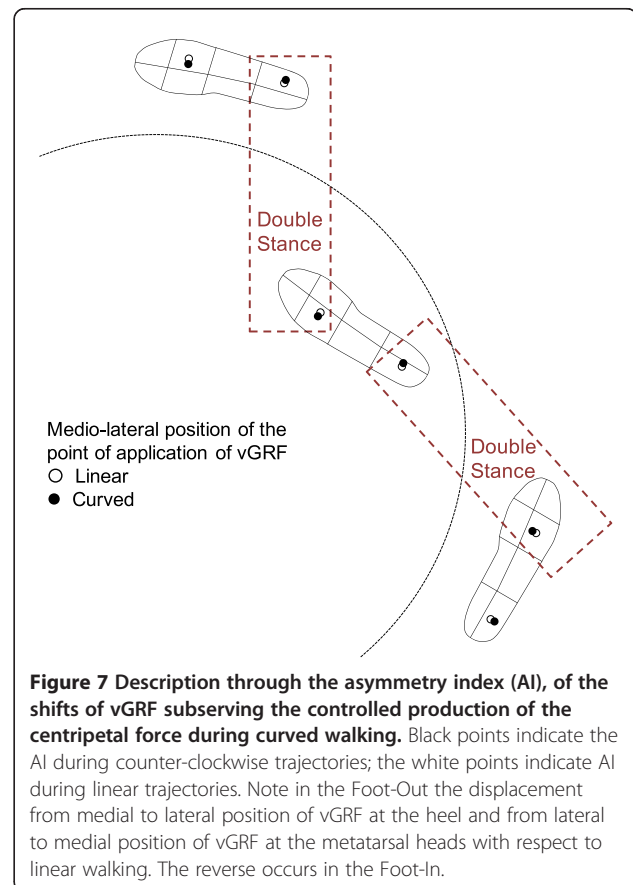 Double
Stance
Medio-lateral position of the
point of application of vGRF
Linear
Curved
Double
Stance
Figure 7 Description through the asymmetry index (AI), of the
shifts of vGRF subserving the controlled production of the
centripetal force during curved walking. Black points indicate the
AI during counter-clockwise trajectories; the white points indicate AI
during linear trajectories. Note in the Foot-Out the displacement
from medial to lateral position of vGRF at the heel and from lateral
to medial position of vGRF at the metatarsal heads with respect to
linear walking. The reverse occurs in the Foot-In.